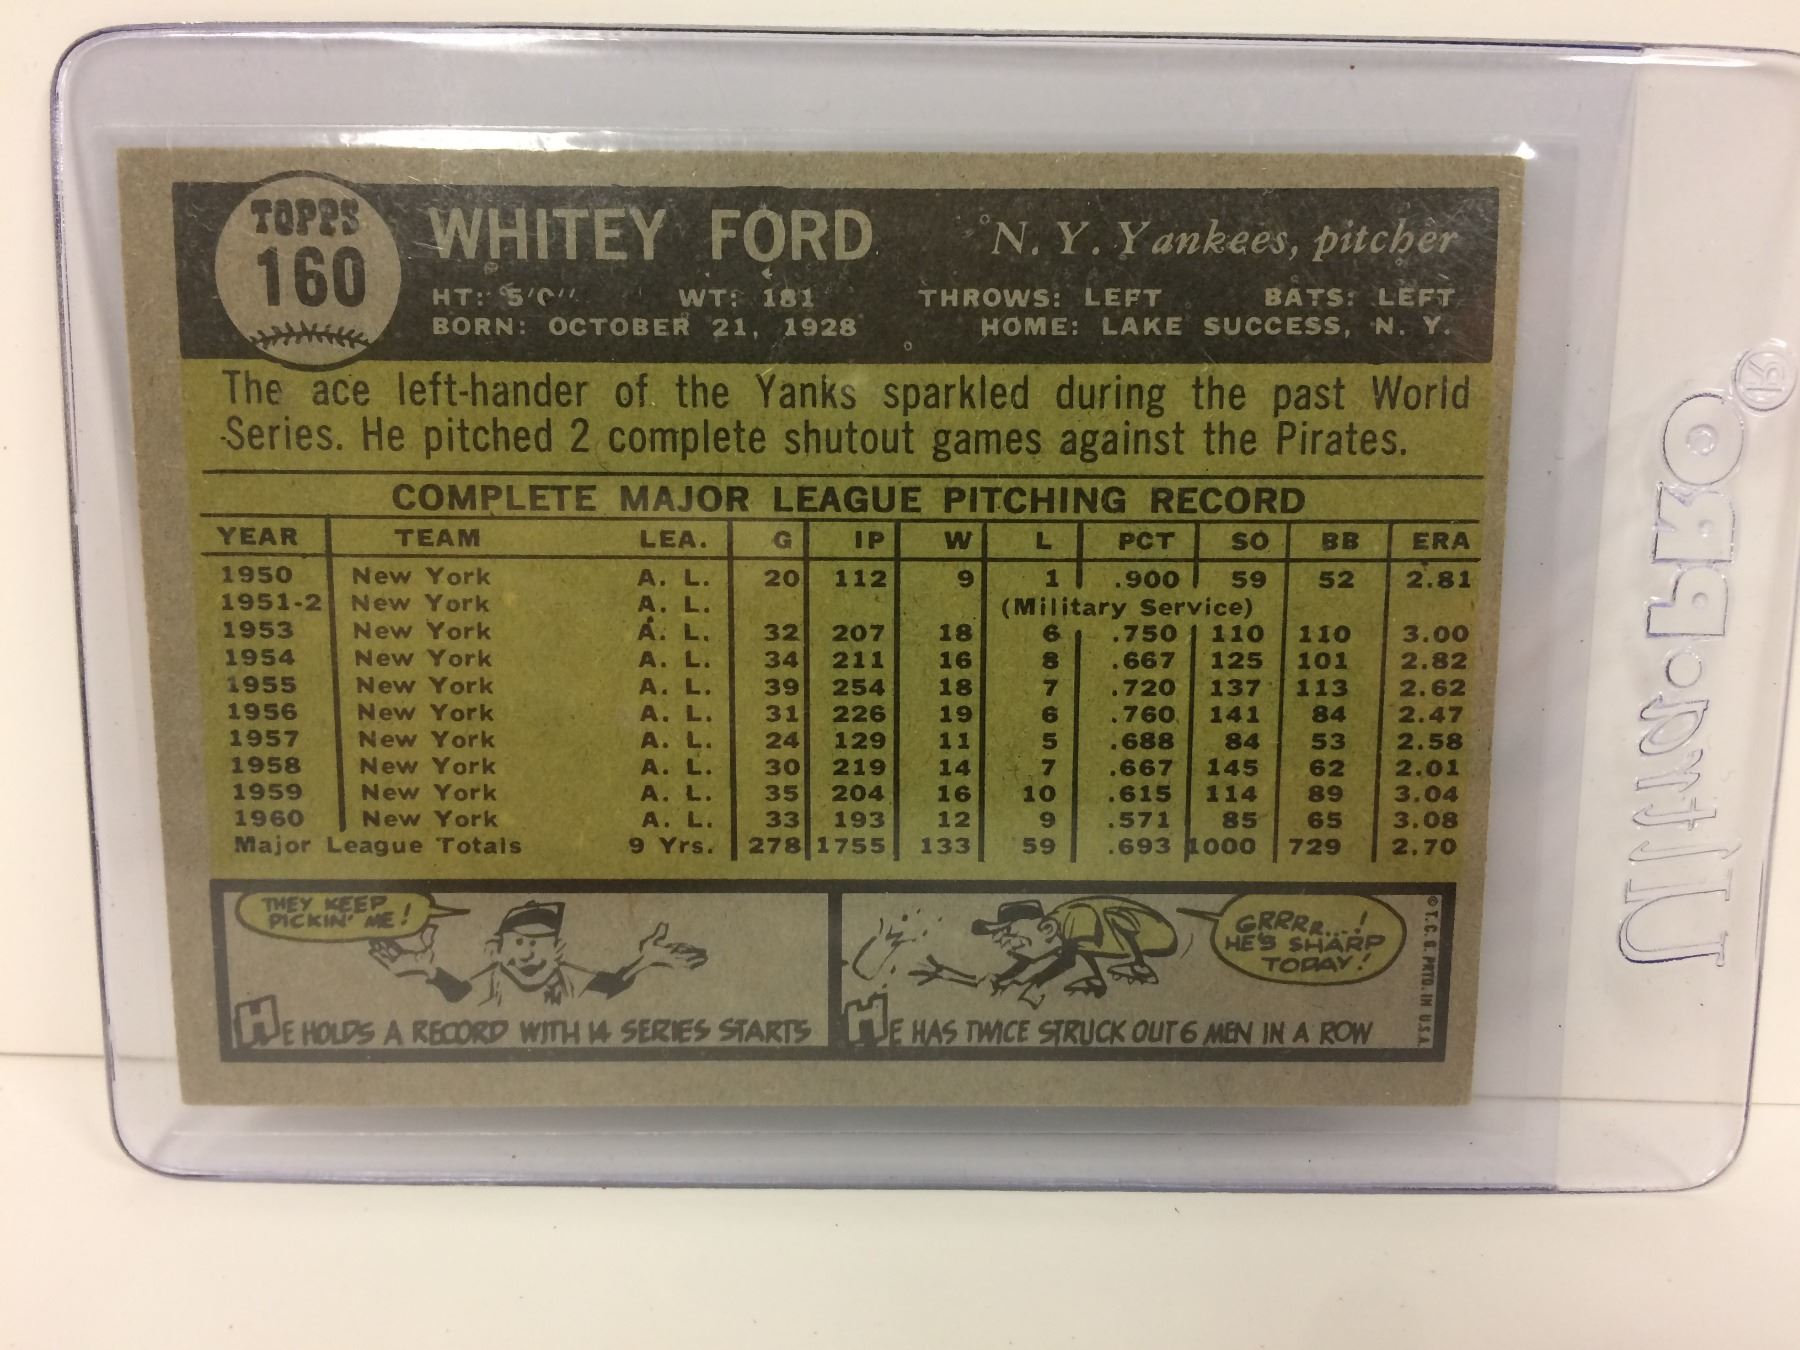 TOPPS
160
WHITEY FORD
N. Y. Yankees, pitcher
HT: 5'0'' WT: 181 THROWS: LEFT BATS: LEFT
BORN: OCTOBER 21, 1928 HOME: LAKE SUCCESS, N. Y.
The ace left-hander of the Yanks sparkled during the past World
Series. He pitched 2 complete shutout games against the Pirates.
COMPLETE MAJOR LEAGUE PITCHING RECORD
YEAR TEAM LEA. G IP W L PCT SO BB ERA
1950 New York A. L. 20 112 9 1 .900 59 52 2.81
1951-2 New York A. L. (Military Service)
1953 New York A. L. 32 207 18 6 .750 110 110 3.00
1954 New York A. L. 34 211 16 8 .667 125 101 2.82
1955 New York A. L. 39 254 18 7 .720 137 113 2.62
1956 New York A. L. 31 226 19 6 .760 141 84 2.47
1957 New York A. L. 24 129 11 5 .688 84 53 2.58
1958 New York A. L. 30 219 14 7 .667 145 62 2.01
1959 New York A. L. 35 204 16 10 .615 114 89 3.04
1960 New York A. L. 33 193 12 9 .571 85 65 3.08
Major League Totals 9 Yrs. 278 1755 133 59 .693 1000 729 2.70
THEY KEEP
PICKIN' ME!
HE HOLDS A RECORD WITH 14 SERIES STARTS
GRRRR...!
HE'S SHARP
TODAY!
HE HAS TWICE STRUCK OUT 6 MEN IN A ROW
© T.C.G. PRTD. IN U.S.A.
Ultra·PRO®